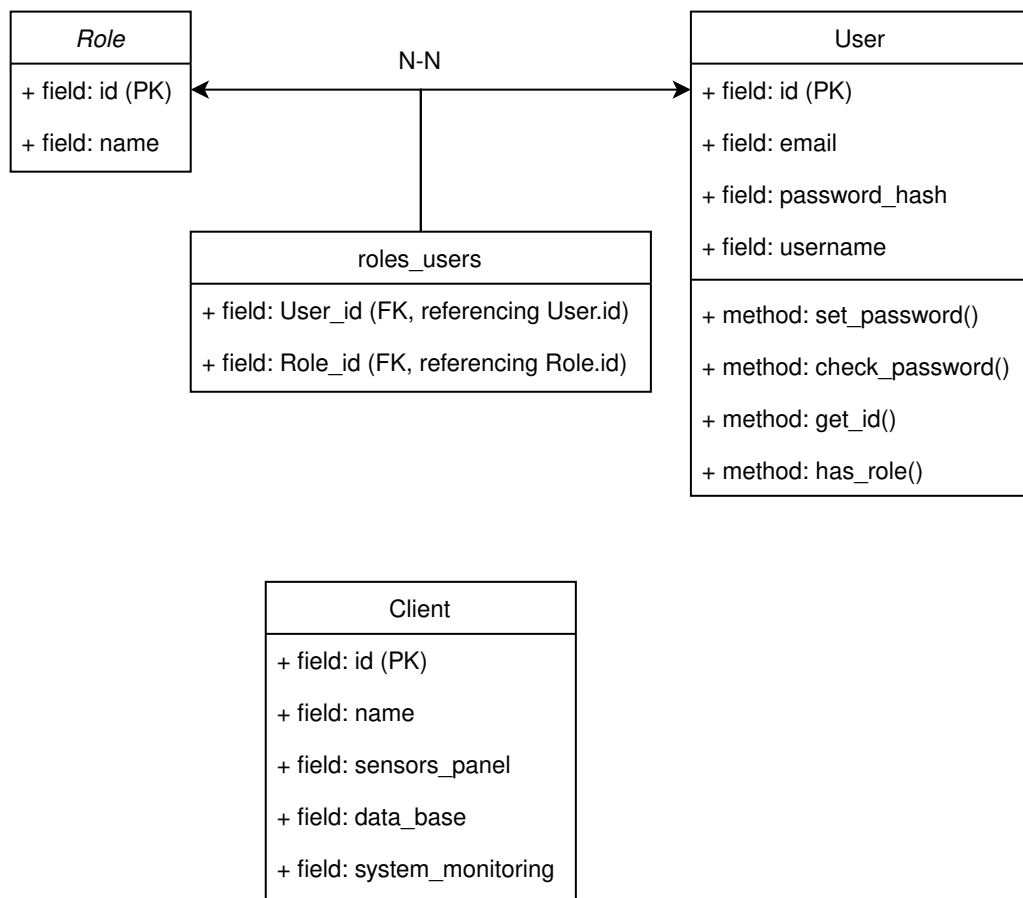 Role
+ field: id (PK)
+ field: name
N-N
User
+ field: id (PK)
+ field: email
+ field: password_hash
+ field: username
+ method: set_password()
+ method: check_password()
+ method: get_id()
+ method: has_role()
roles_users
+ field: User_id (FK, referencing User.id)
+ field: Role_id (FK, referencing Role.id)
Client
+ field: id (PK)
+ field: name
+ field: sensors_panel
+ field: data_base
+ field: system_monitoring